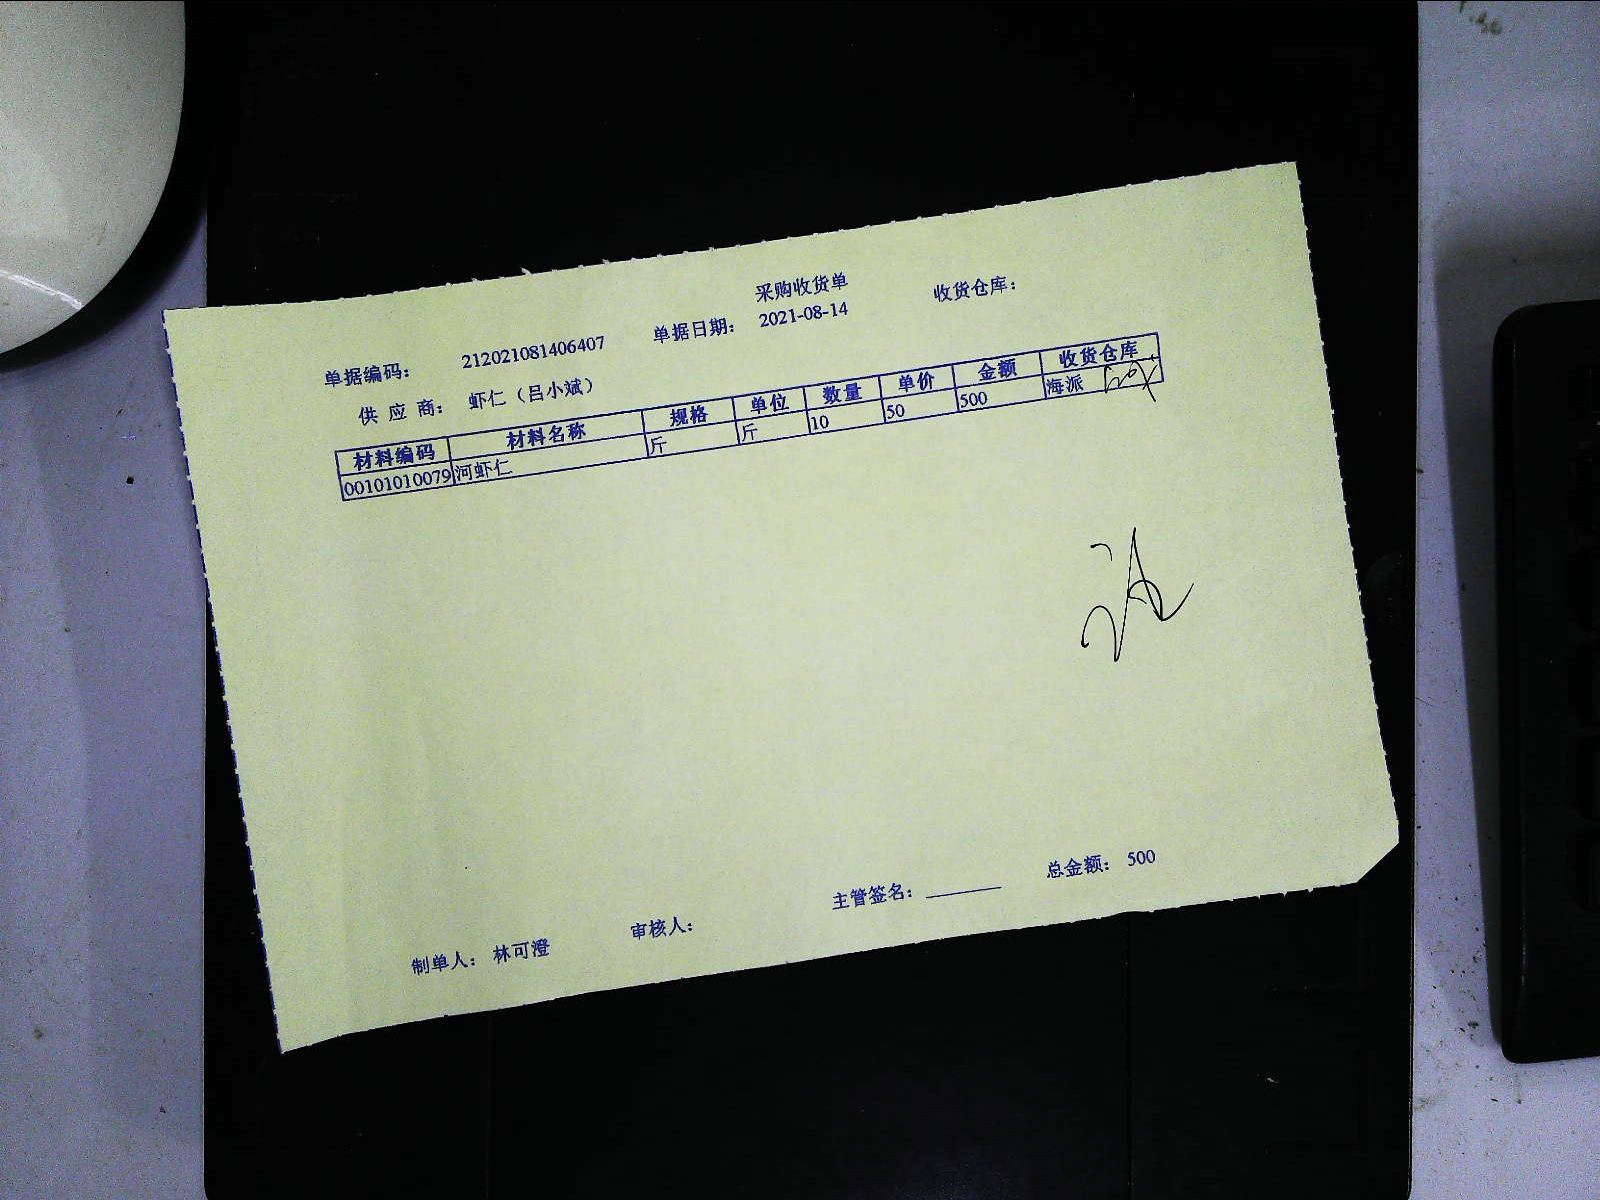 采购收货单
单据编码： 212021081406407 单据日期： 2021-08-14 收货仓库：
供 应 商： 虾仁（吕小斌）
材料编码 材料名称 规格 单位 数量 单价 金额 收货仓库
00101010079 河虾仁 斤 斤 10 50 500 海派
制单人： 林可澄 审核人： 主管签名： ______ 总金额： 500